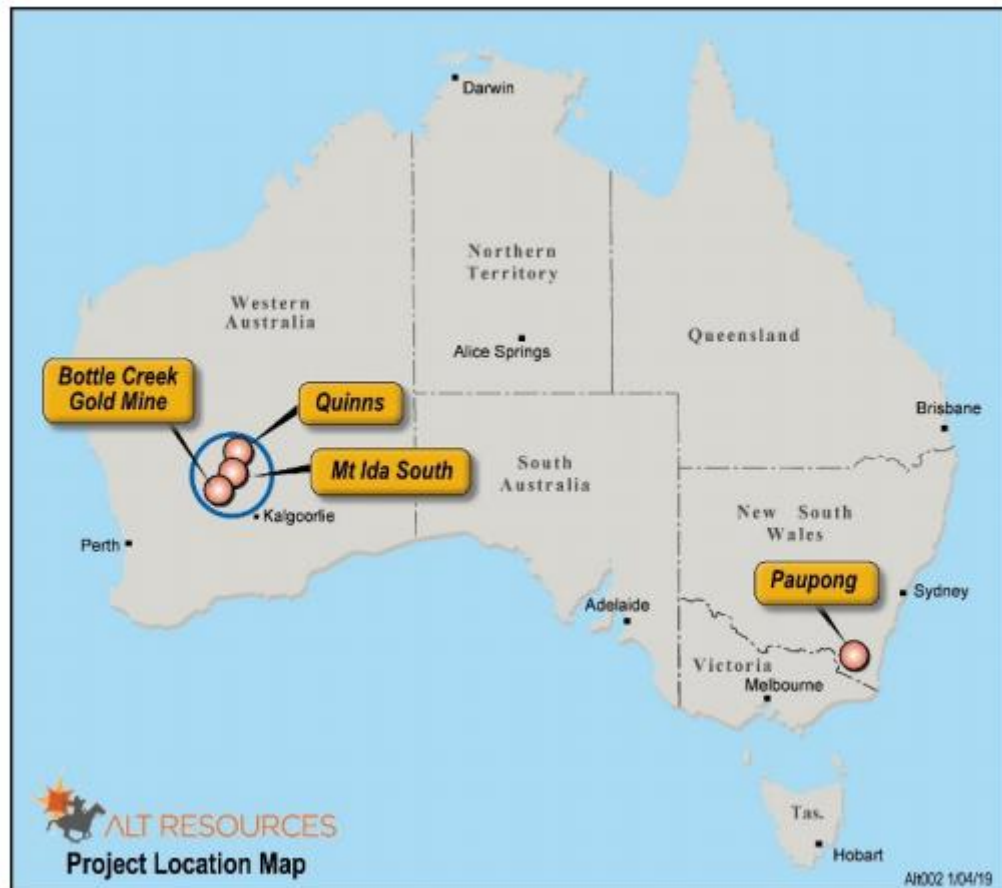 Darwin
Northern
Territory
Western
Australia
Alice Springs
Queensland
Bottle Creek
Gold Mine
Quinns
Brisbane
Mt Ida South
South
Australia
Kalgoorlie
New South
Wales
Perth
Paupong
Adelaide
Sydney
Victoria
Melbourne
ALT RESOURCES
Project Location Map
Tas.
Hobart
Alt002 1/04/19